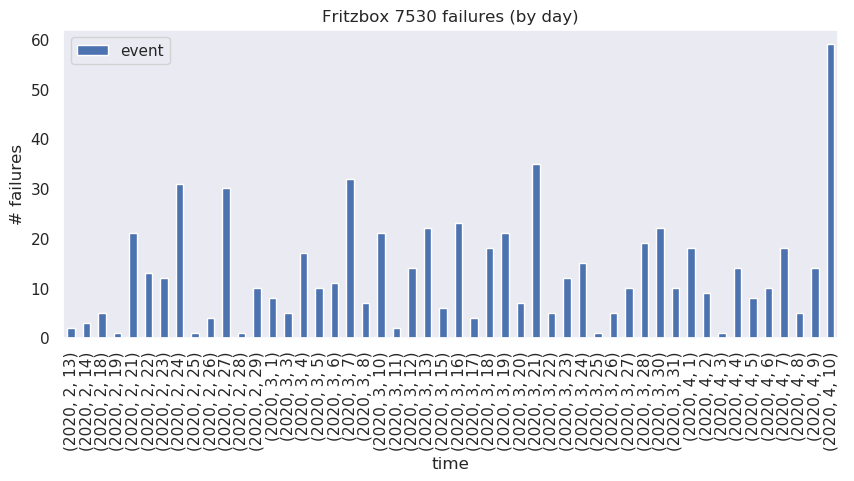 Fritzbox 7530 failures (by day)
event
# failures
60
50
40
30
20
10
0
(2020, 2, 13)
(2020, 2, 14)
(2020, 2, 18)
(2020, 2, 19)
(2020, 2, 21)
(2020, 2, 22)
(2020, 2, 23)
(2020, 2, 24)
(2020, 2, 25)
(2020, 2, 26)
(2020, 2, 27)
(2020, 2, 28)
(2020, 2, 29)
(2020, 3, 1)
(2020, 3, 3)
(2020, 3, 4)
(2020, 3, 5)
(2020, 3, 6)
(2020, 3, 7)
(2020, 3, 8)
(2020, 3, 10)
(2020, 3, 11)
(2020, 3, 12)
(2020, 3, 13)
(2020, 3, 15)
(2020, 3, 16)
(2020, 3, 17)
(2020, 3, 18)
(2020, 3, 19)
(2020, 3, 20)
(2020, 3, 21)
(2020, 3, 22)
(2020, 3, 23)
(2020, 3, 24)
(2020, 3, 25)
(2020, 3, 26)
(2020, 3, 27)
(2020, 3, 28)
(2020, 3, 30)
(2020, 3, 31)
(2020, 4, 1)
(2020, 4, 2)
(2020, 4, 3)
(2020, 4, 4)
(2020, 4, 5)
(2020, 4, 6)
(2020, 4, 7)
(2020, 4, 8)
(2020, 4, 9)
(2020, 4, 10)
time